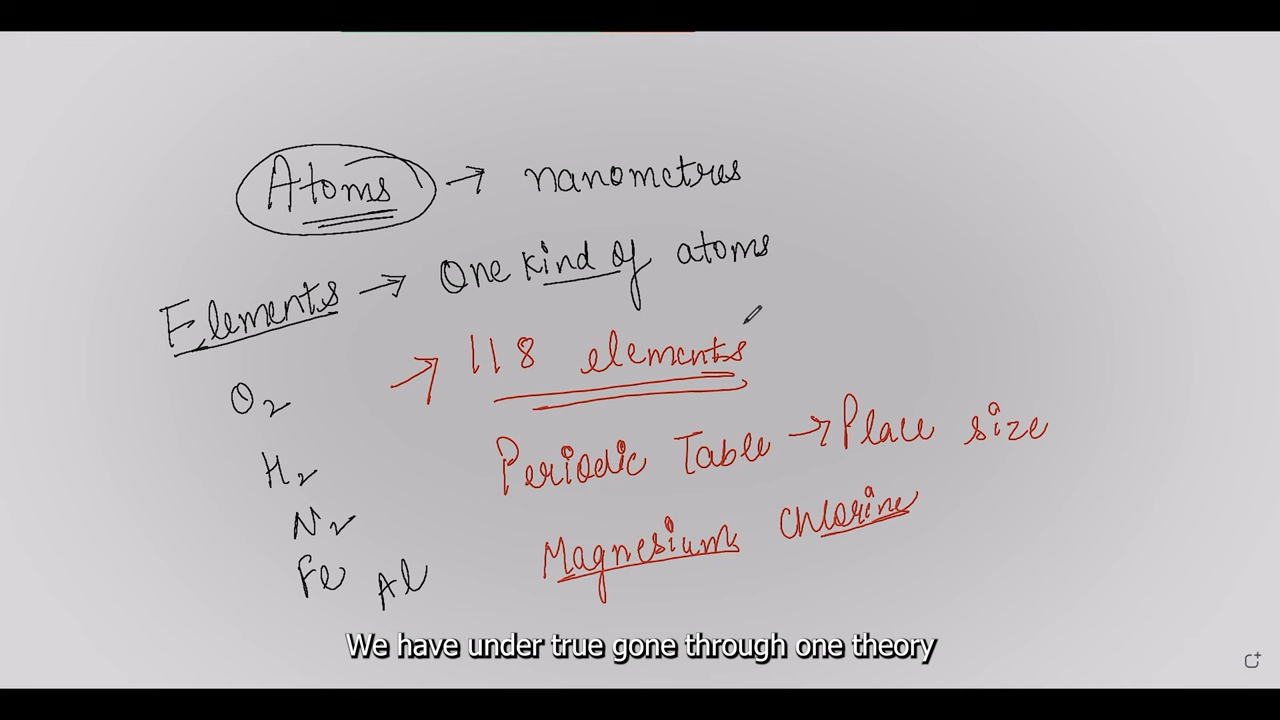 Atoms → nanometres
Elements → One kind of atoms
→ 118 elements
O2
Periodic Table → Place size
H2
Magnesium Chlorine
N2
Fe Al
We have under true gone through one theory